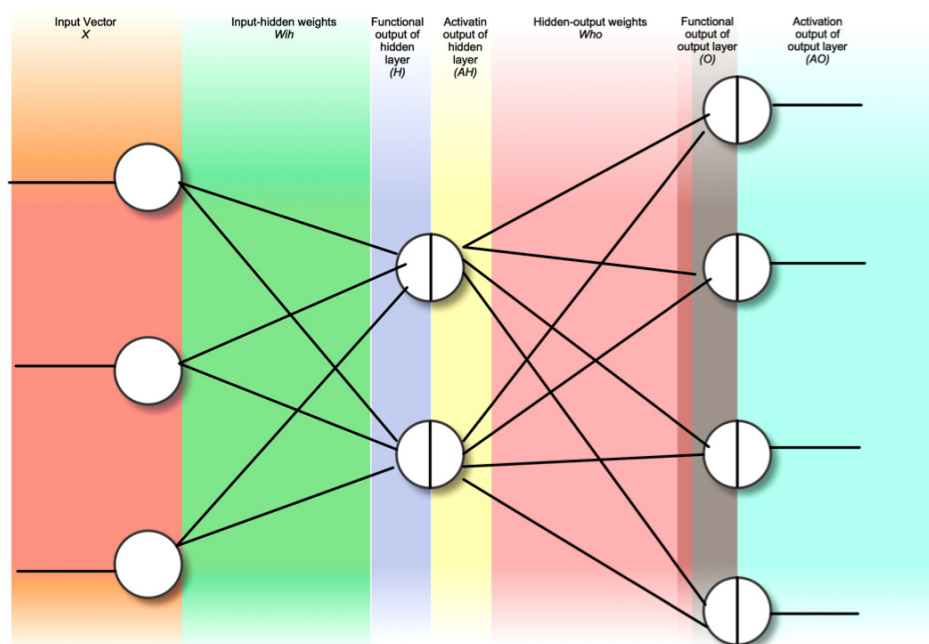 Input Vector
X
Input-hidden weights
Wih
Functional
output of
hidden
layer
(H)
Activatin
output of
hidden
layer
(AH)
Hidden-output weights
Who
Functional
output of
output layer
(O)
Activation
output of
output layer
(AO)